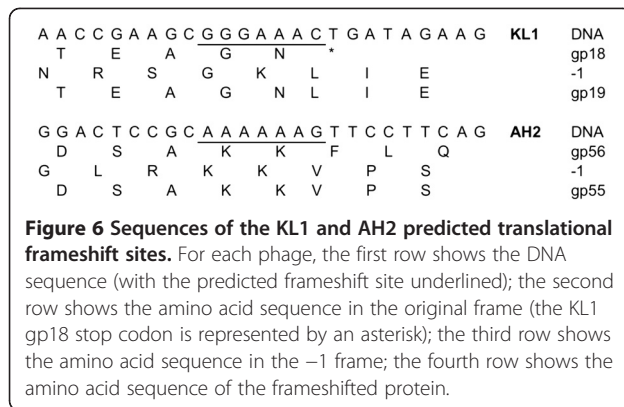 A A C C G A A G C G G G A A A C T G A T A G A A G KL1 DNA
T E A G N * gp18
N R S G K L I E -1
T E A G N L I E gp19
G G A C T C C G C A A A A A A G T T C C T T C A G AH2 DNA
D S A K K F L Q gp56
G L R K K V P S -1
D S A K K V P S gp55
Figure 6 Sequences of the KL1 and AH2 predicted translational
frameshift sites. For each phage, the first row shows the DNA
sequence (with the predicted frameshift site underlined); the second
row shows the amino acid sequence in the original frame (the KL1
gp18 stop codon is represented by an asterisk); the third row shows
the amino acid sequence in the −1 frame; the fourth row shows the
amino acid sequence of the frameshifted protein.